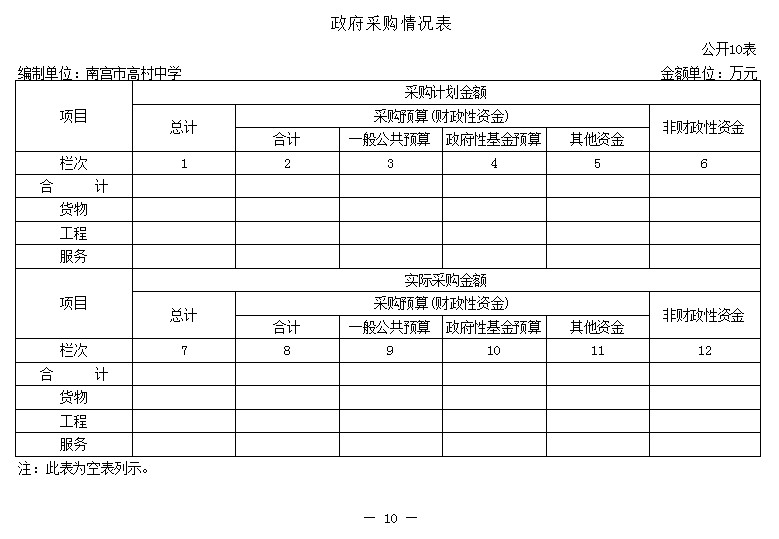 政府采购情况表
公开10表
编制单位：南宫市高村中学 金额单位：万元
项目 采购计划金额
总计 采购预算(财政性资金) 非财政性资金
合计 一般公共预算 政府性基金预算 其他资金
栏次 1 2 3 4 5 6
合 计
货物
工程
服务
项目 实际采购金额
总计 采购预算(财政性资金) 非财政性资金
合计 一般公共预算 政府性基金预算 其他资金
栏次 7 8 9 10 11 12
合 计
货物
工程
服务
注：此表为空表列示。
— 10 —